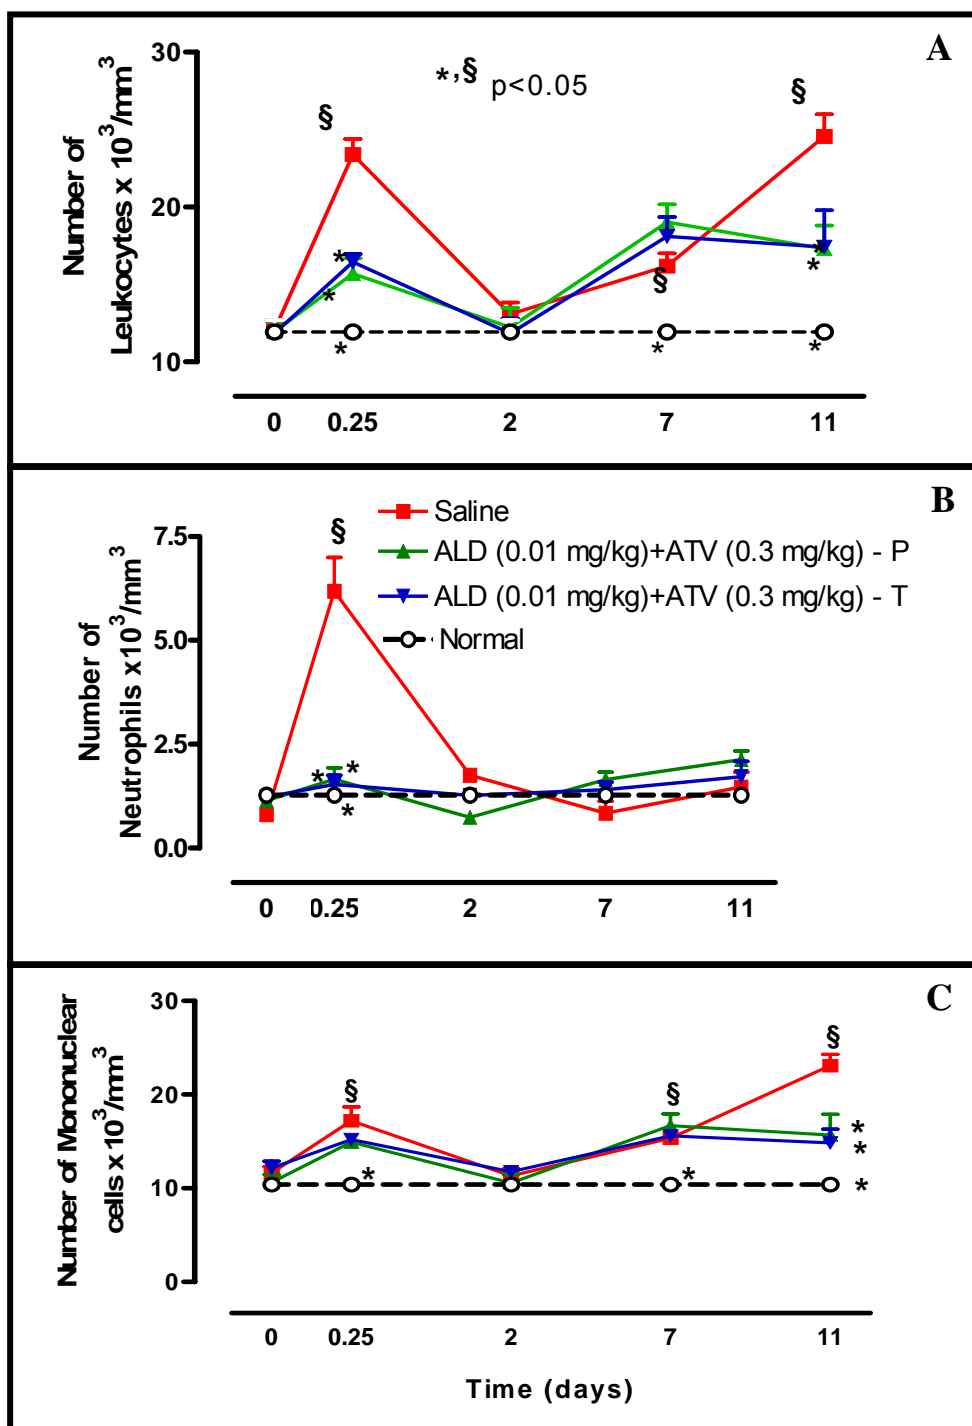 A
*,§ p<0.05
Number of
Leukocytes x 10³/mm³
30
20
10
§
§
*
*
§
*
*
*
*
*
0 0.25 2 7 11
B
Saline
ALD (0.01 mg/kg)+ATV (0.3 mg/kg) - P
ALD (0.01 mg/kg)+ATV (0.3 mg/kg) - T
Normal
Number of
Neutrophils x10³/mm³
7.5
5.0
2.5
0.0
§
*
*
*
0 0.25 2 7 11
C
Number of Mononuclear
cells x 10³/mm³
30
20
10
0
§
§
§
*
*
*
*
*
0 0.25 2 7 11
Time (days)